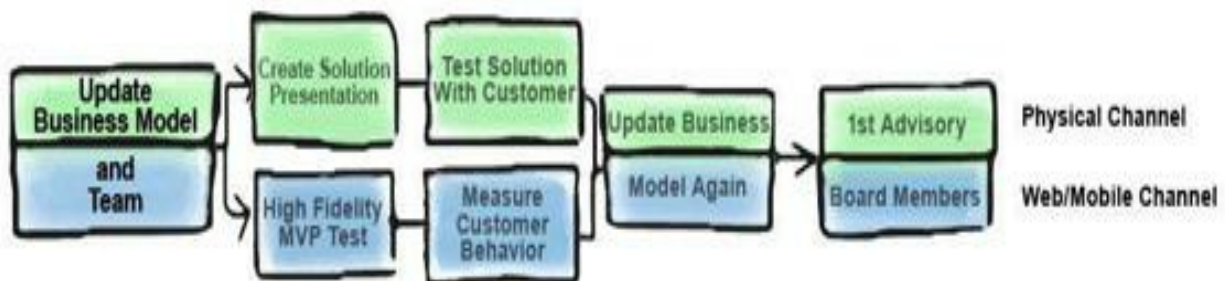 Update
Business Model
and
Team
Create Solution
Presentation
Test Solution
With Customer
High Fidelity
MVP Test
Measure
Customer
Behavior
Update Business
Model Again
1st Advisory
Board Members
Physical Channel
Web/Mobile Channel